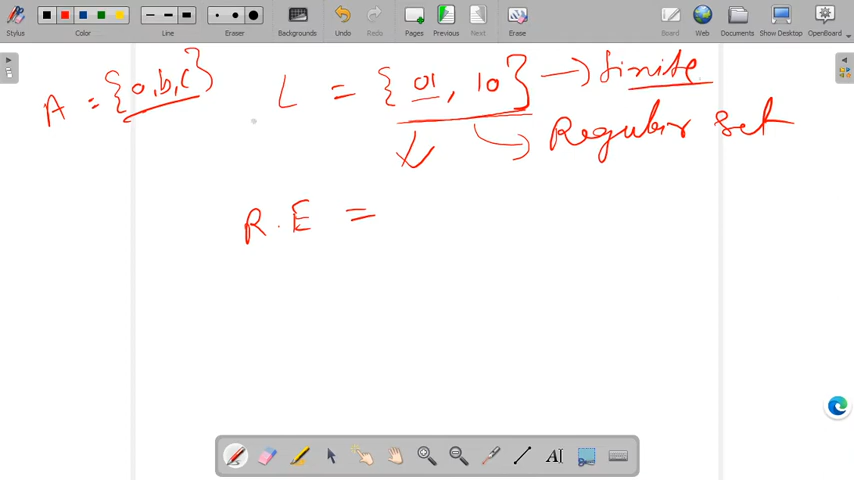 Stylus Color Line Eraser Backgrounds Undo Redo Pages Previous Next Erase Board Web Documents Show Desktop OpenBoard
A = {a,b,c} L = {01, 10} → finite
Regular set
R.E =